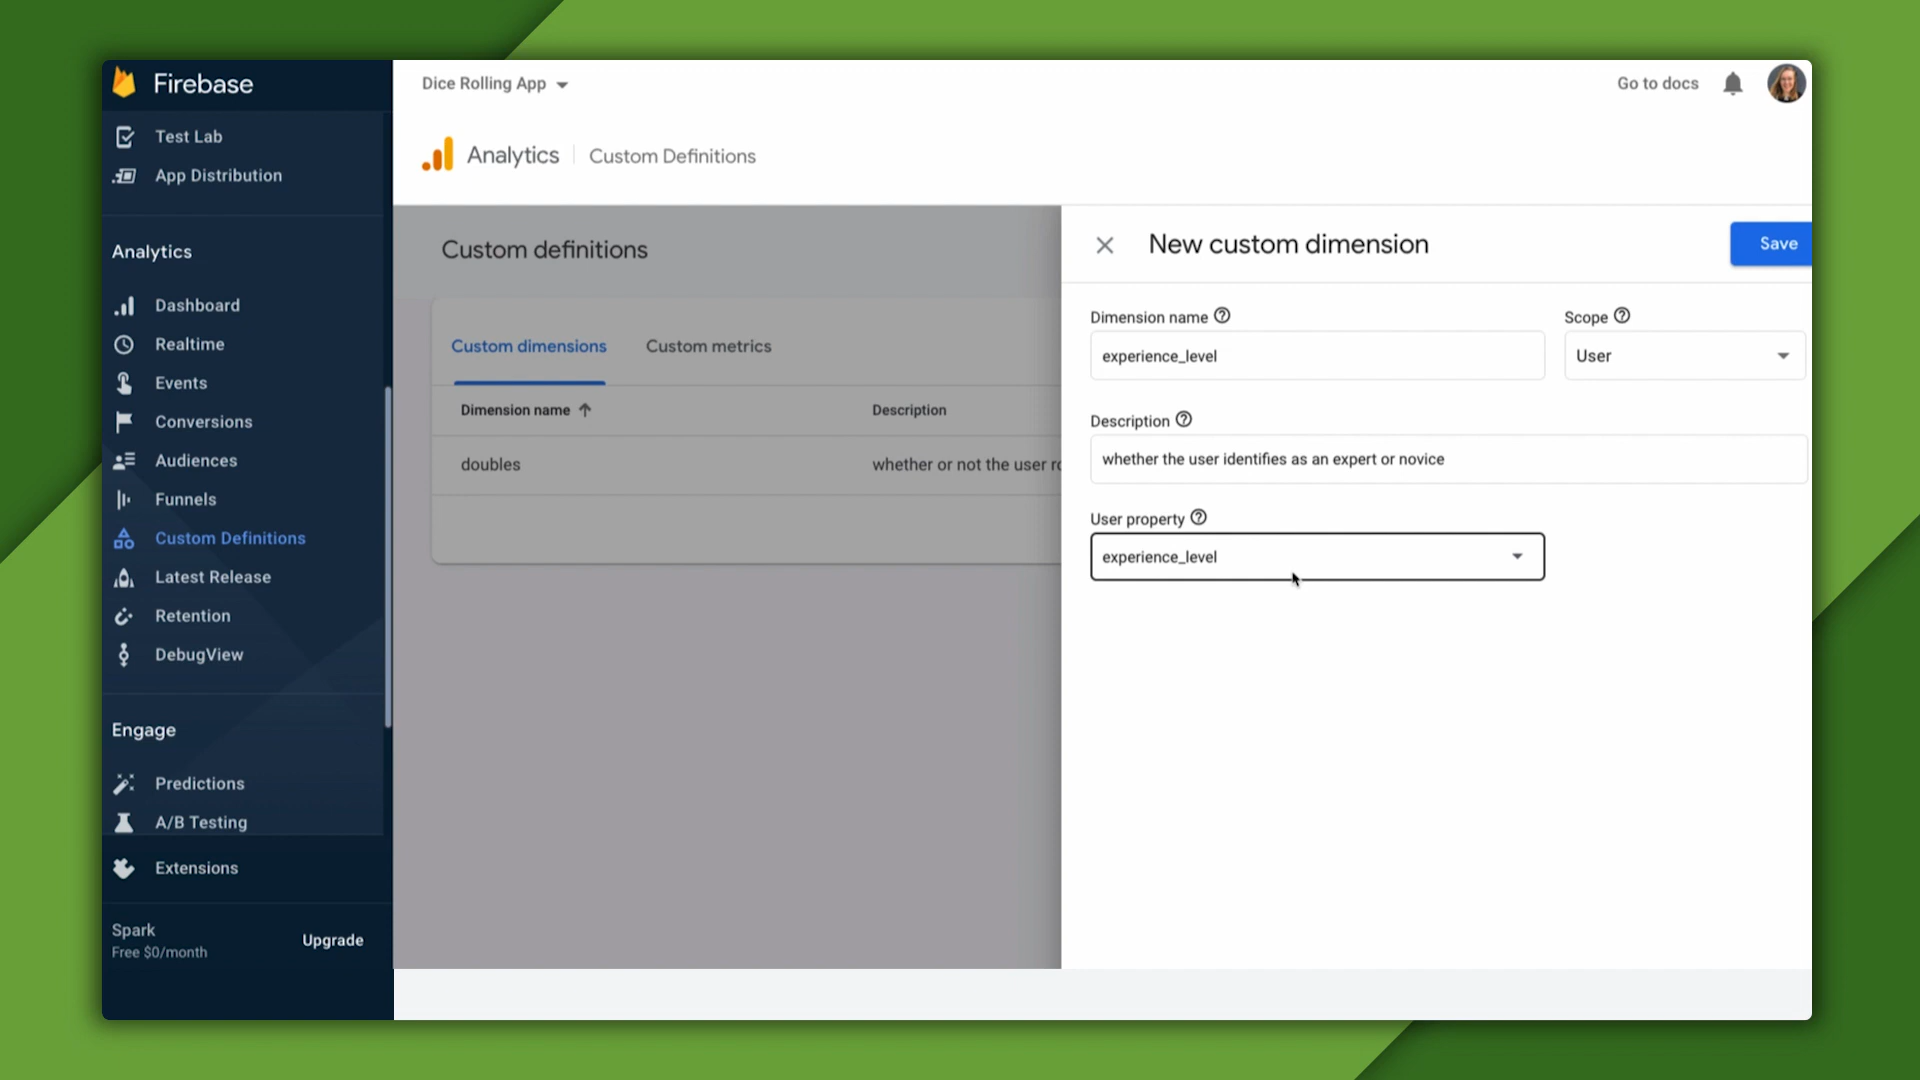 Firebase
Test Lab
App Distribution
Analytics
Dashboard
Realtime
Events
Conversions
Audiences
Funnels
Custom Definitions
Latest Release
Retention
DebugView
Engage
Predictions
A/B Testing
Extensions
Spark
Free $0/month
Upgrade
Dice Rolling App
Go to docs
Analytics
Custom Definitions
Custom definitions
Custom dimensions
Custom metrics
Dimension name
Description
doubles
whether or not the user
New custom dimension
Save
Dimension name
Scope
experience_level
User
Description
whether the user identifies as an expert or novice
User property
experience_level